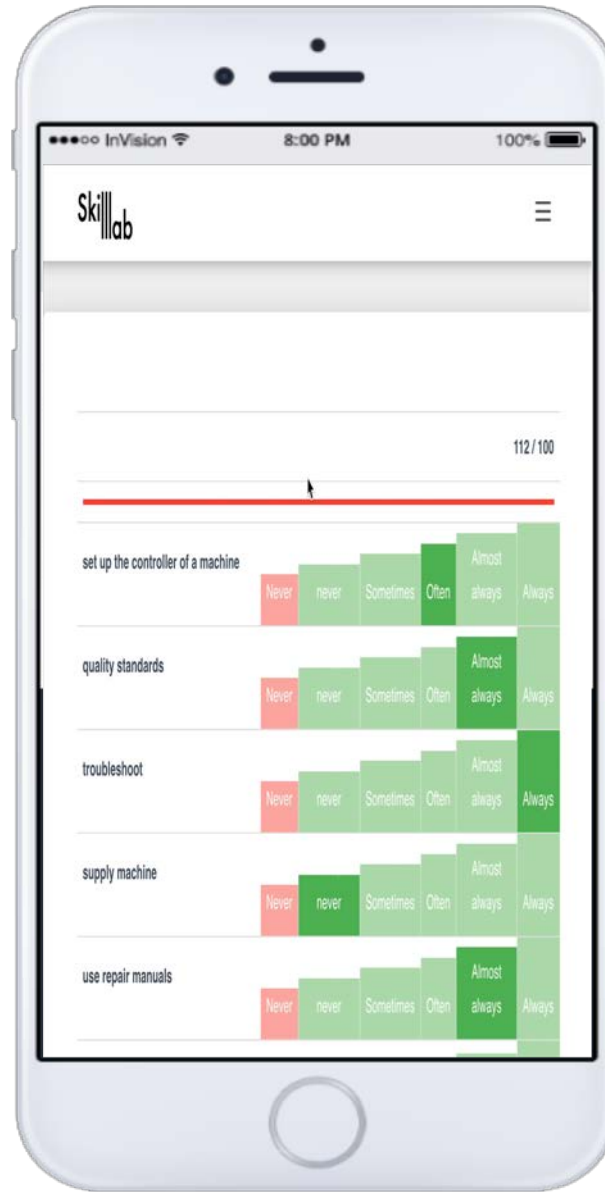 InVision 8:00 PM 100%
Skilllab
112 / 100
set up the controller of a machine
Never never Sometimes Often Almost always Always
quality standards
Never never Sometimes Often Almost always Always
troubleshoot
Never never Sometimes Often Almost always Always
supply machine
Never never Sometimes Often Almost always Always
use repair manuals
Never never Sometimes Often Almost always Always